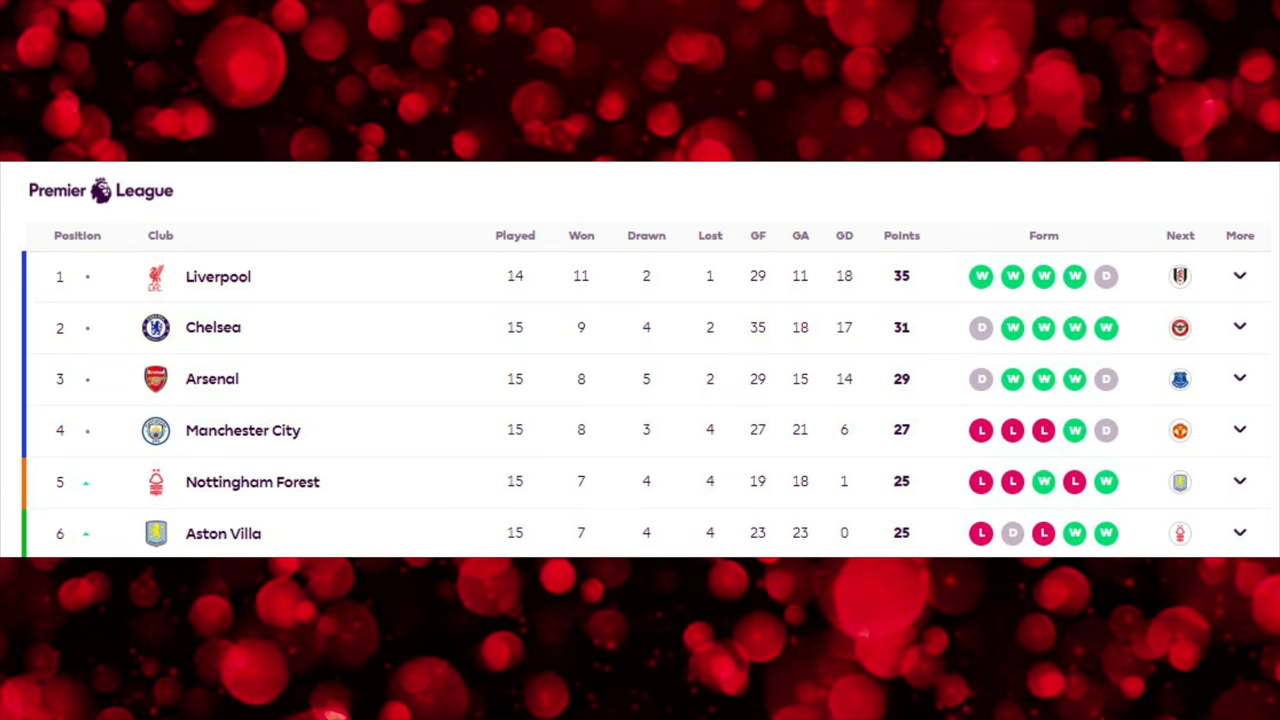 Premier League
Position Club Played Won Drawn Lost GF GA GD Points Form Next More
1 Liverpool 14 11 2 1 29 11 18 35 W W W W D
2 Chelsea 15 9 4 2 35 18 17 31 D W W W W
3 Arsenal 15 8 5 2 29 15 14 29 D W W W D
4 Manchester City 15 8 3 4 27 21 6 27 L L L W D
5 Nottingham Forest 15 7 4 4 19 18 1 25 L L W L W
6 Aston Villa 15 7 4 4 23 23 0 25 L D L W W